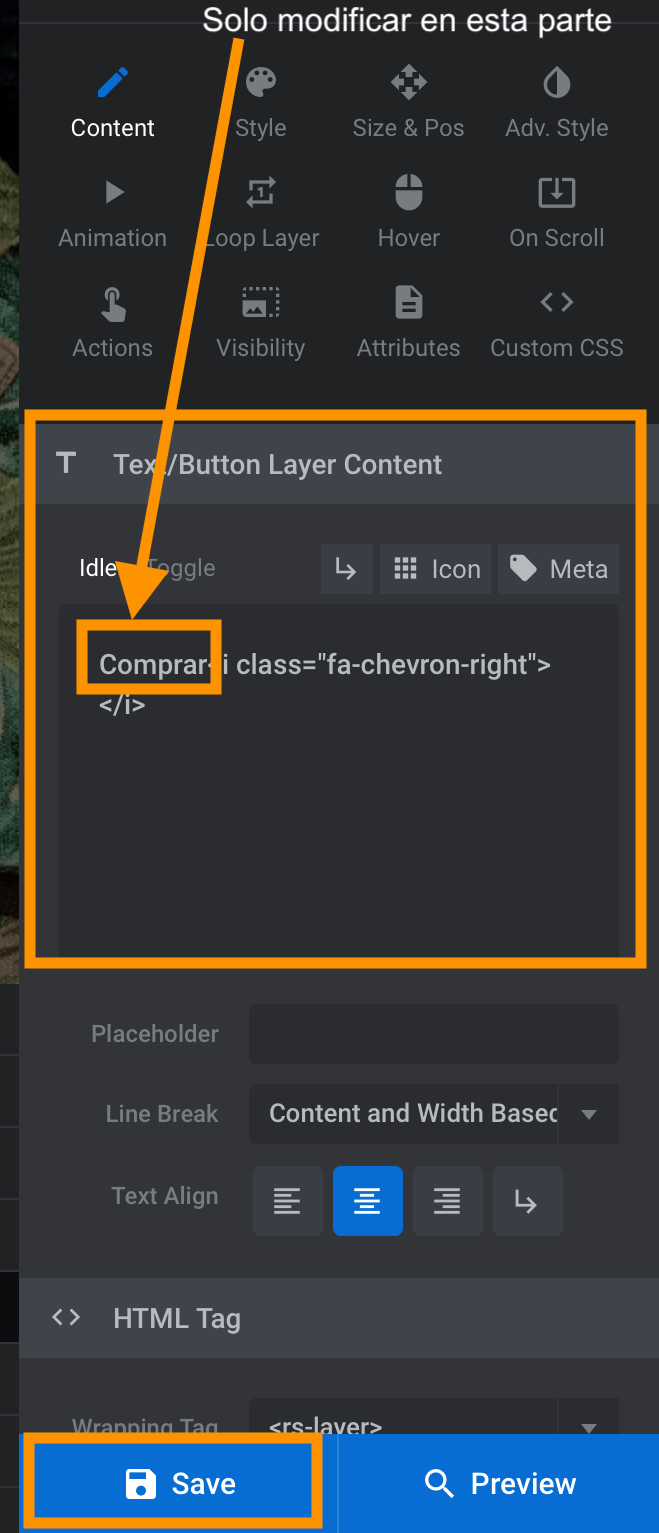 Solo modificar en esta parte
Content Style Size & Pos Adv. Style
Animation Loop Layer Hover On Scroll
Actions Visibility Attributes Custom CSS
Text/Button Layer Content
Idle Toggle Icon Meta
Comprar<i class="fa-chevron-right">
</i>
Placeholder
Line Break Content and Width Based
Text Align
HTML Tag
Wrapping Tag <rs-layer>
Save Preview